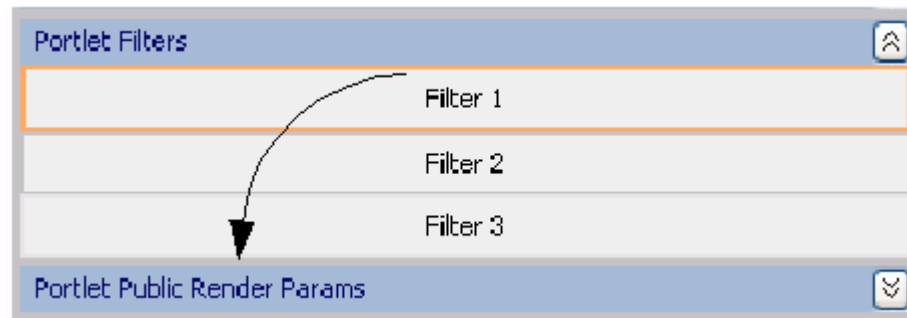 Portlet Filters
Filter 1
Filter 2
Filter 3
Portlet Public Render Params